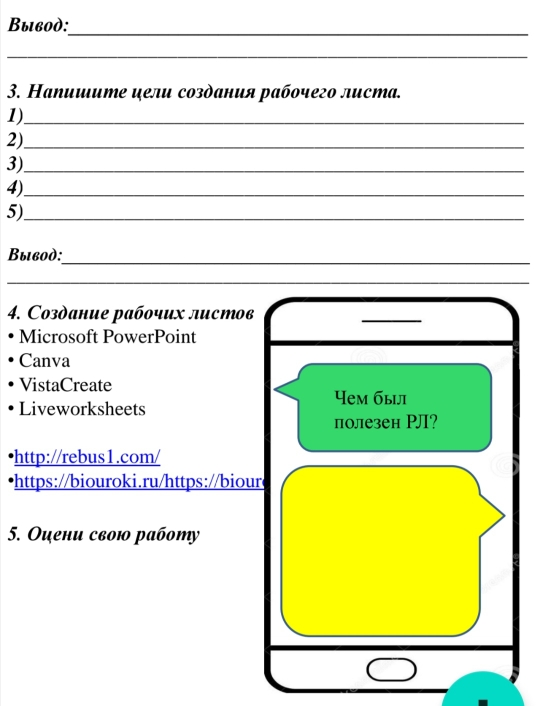 Вывод:
3. Напишите цели создания рабочего листа.
1)
2)
3)
4)
5)
Вывод:
4. Создание рабочих листов
• Microsoft PowerPoint
• Canva
• VistaCreate
• Liveworksheets
•http://rebus1.com/
•https://biouroki.ru/https://biour
5. Оцени свою работу
Чем был
полезен РЛ?